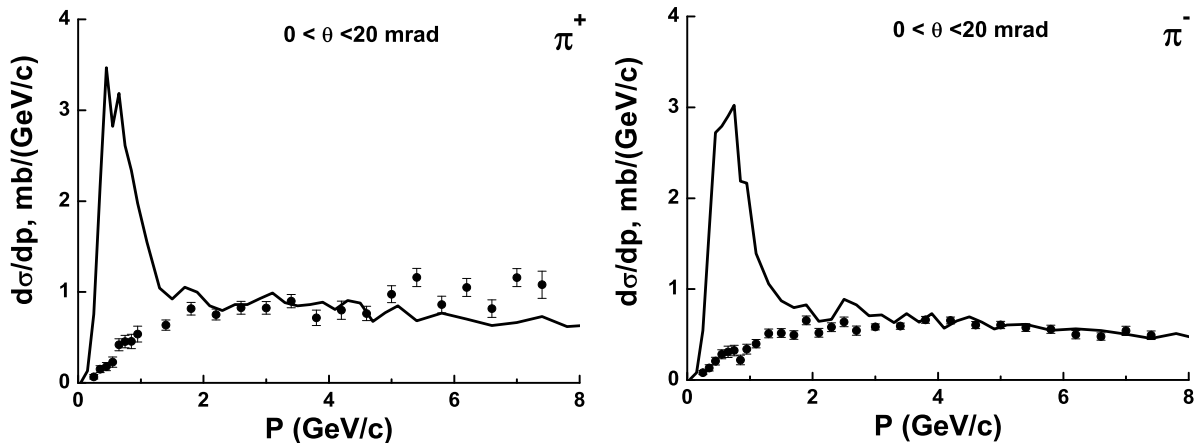 0 < θ <20 mrad
π+
dσ/dp, mb/(GeV/c)
4
3
2
1
0
0 2 4 6 8
P (GeV/c)
0 < θ <20 mrad
π-
dσ/dp, mb/(GeV/c)
4
3
2
1
0
0 2 4 6 8
P (GeV/c)